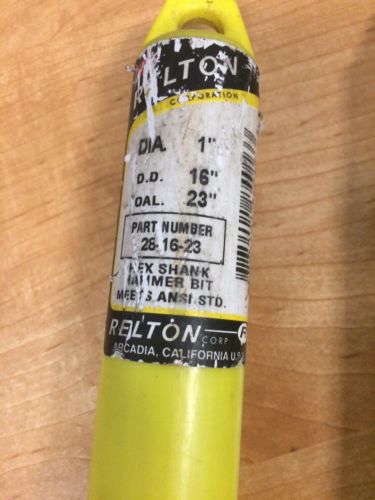 RELTON
CORPORATION
DIA. 1"
D.D. 16"
OAL. 23"
PART NUMBER
28-16-23
HEX SHANK
HAMMER BIT
MEETS ANSI STD.
RELTON CORP R
ARCADIA, CALIFORNIA U.S.